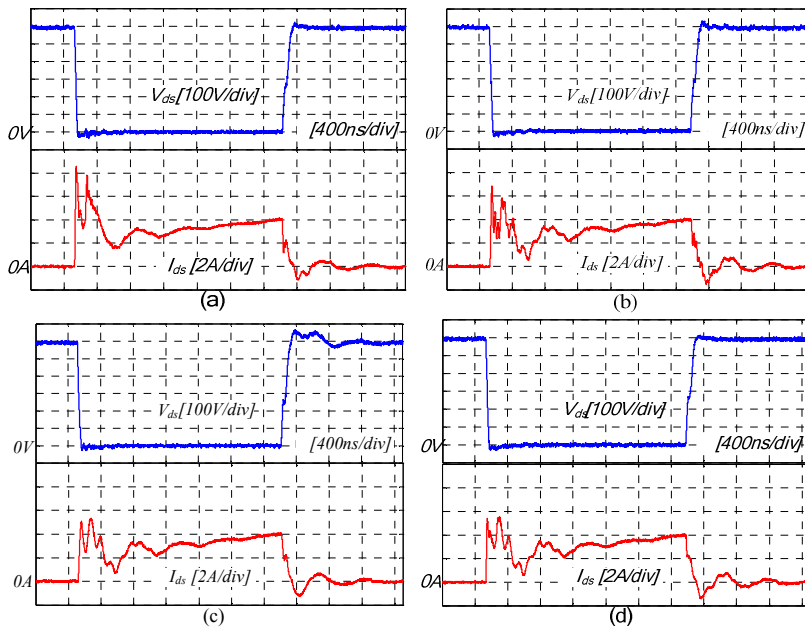 V_ds[100V/div]
0V
[400ns/div]
0A
I_ds [2A/div]
(a)
V_ds[100V/div]
0V
[400ns/div]
0A
I_ds [2A/div]
(b)
V_ds[100V/div]
0V
[400ns/div]
0A
I_ds [2A/div]
(c)
V_ds[100V/div]
0V
[400ns/div]
0A
I_ds [2A/div]
(d)